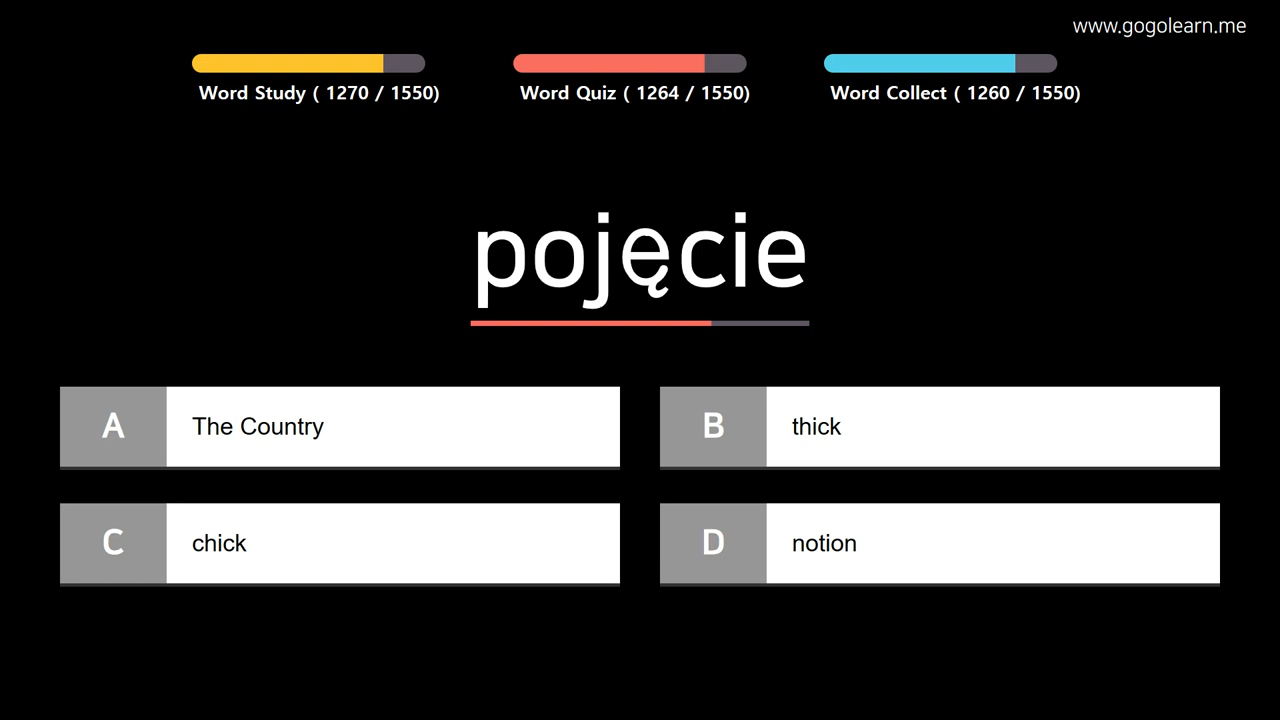 www.gogolearn.me
Word Study ( 1270 / 1550)
Word Quiz ( 1264 / 1550)
Word Collect ( 1260 / 1550)
pojęcie
A The Country
B thick
C chick
D notion